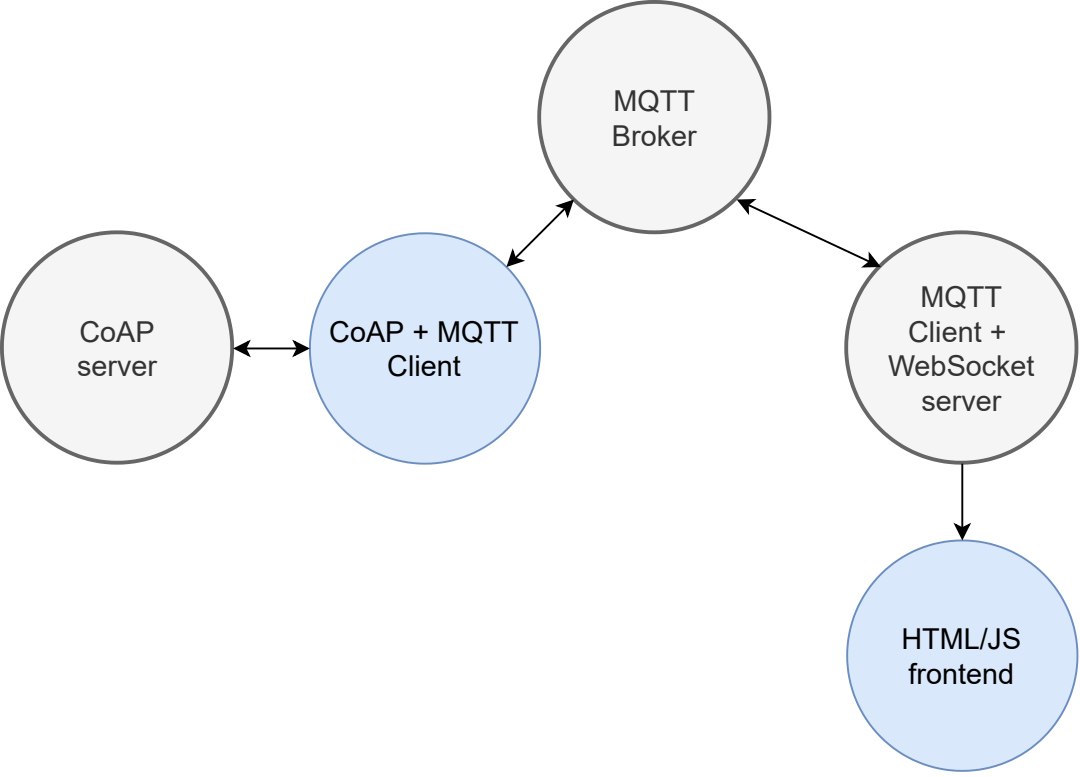 MQTT
Broker
CoAP
server
CoAP + MQTT
Client
MQTT
Client +
WebSocket
server
HTML/JS
frontend